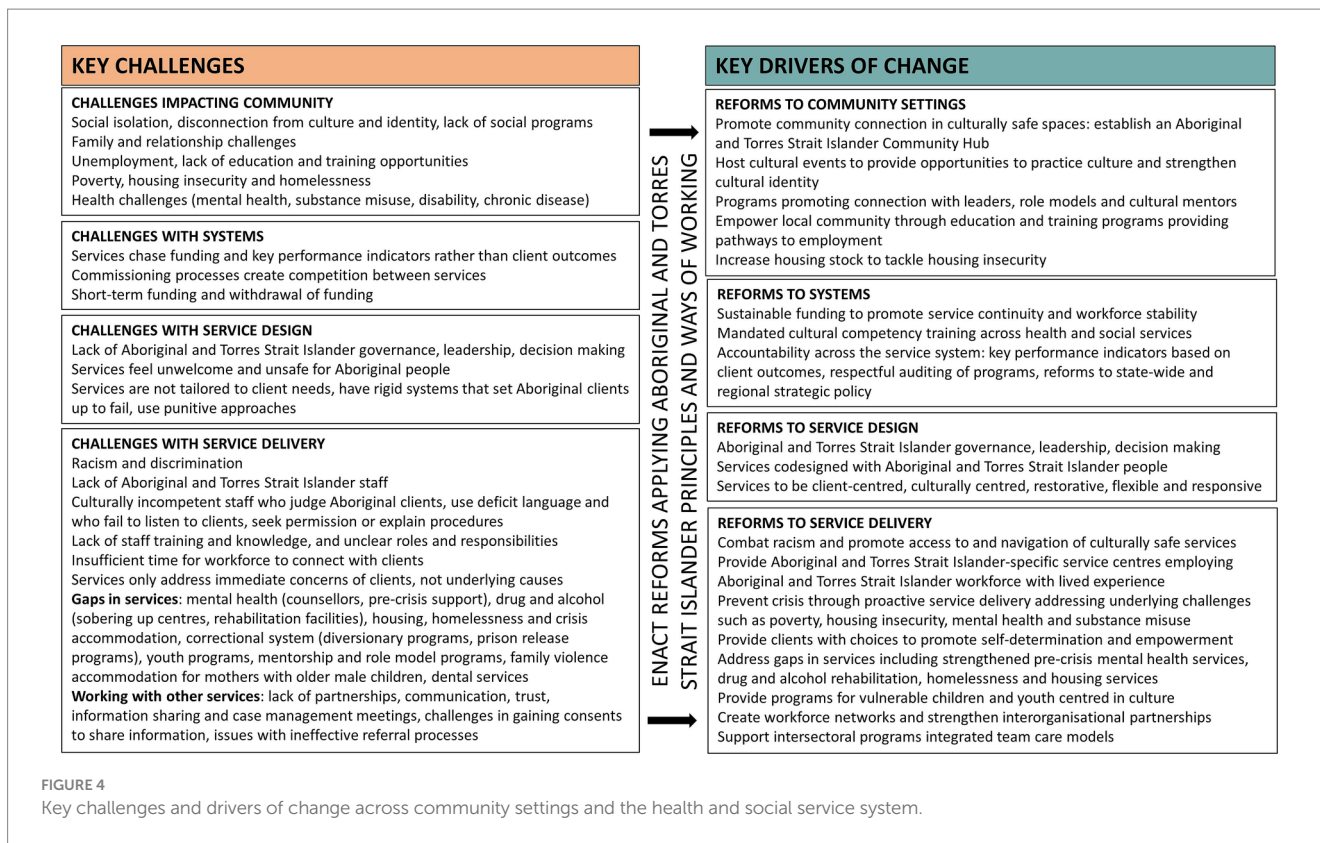 KEY CHALLENGES
CHALLENGES IMPACTING COMMUNITY
Social isolation, disconnection from culture and identity, lack of social programs
Family and relationship challenges
Unemployment, lack of education and training opportunities
Poverty, housing insecurity and homelessness
Health challenges (mental health, substance misuse, disability, chronic disease)
CHALLENGES WITH SYSTEMS
Services chase funding and key performance indicators rather than client outcomes
Commissioning processes create competition between services
Short-term funding and withdrawal of funding
CHALLENGES WITH SERVICE DESIGN
Lack of Aboriginal and Torres Strait Islander governance, leadership, decision making
Services feel unwelcome and unsafe for Aboriginal people
Services are not tailored to client needs, have rigid systems that set Aboriginal clients
up to fail, use punitive approaches
CHALLENGES WITH SERVICE DELIVERY
Racism and discrimination
Lack of Aboriginal and Torres Strait Islander staff
Culturally incompetent staff who judge Aboriginal clients, use deficit language and
who fail to listen to clients, seek permission or explain procedures
Lack of staff training and knowledge, and unclear roles and responsibilities
Insufficient time for workforce to connect with clients
Services only address immediate concerns of clients, not underlying causes
Gaps in services: mental health (counsellors, pre-crisis support), drug and alcohol
(sobering up centres, rehabilitation facilities), housing, homelessness and crisis
accommodation, correctional system (diversionary programs, prison release
programs), youth programs, mentorship and role model programs, family violence
accommodation for mothers with older male children, dental services
Working with other services: lack of partnerships, communication, trust,
information sharing and case management meetings, challenges in gaining consents
to share information, issues with ineffective referral processes
ENACT REFORMS APPLYING ABORIGINAL AND TORRES
STRAIT ISLANDER PRINCIPLES AND WAYS OF WORKING
KEY DRIVERS OF CHANGE
REFORMS TO COMMUNITY SETTINGS
Promote community connection in culturally safe spaces: establish an Aboriginal
and Torres Strait Islander Community Hub
Host cultural events to provide opportunities to practice culture and strengthen
cultural identity
Programs promoting connection with leaders, role models and cultural mentors
Empower local community through education and training programs providing
pathways to employment
Increase housing stock to tackle housing insecurity
REFORMS TO SYSTEMS
Sustainable funding to promote service continuity and workforce stability
Mandated cultural competency training across health and social services
Accountability across the service system: key performance indicators based on
client outcomes, respectful auditing of programs, reforms to state-wide and
regional strategic policy
REFORMS TO SERVICE DESIGN
Aboriginal and Torres Strait Islander governance, leadership, decision making
Services codesigned with Aboriginal and Torres Strait Islander people
Services to be client-centred, culturally centred, restorative, flexible and responsive
REFORMS TO SERVICE DELIVERY
Combat racism and promote access to and navigation of culturally safe services
Provide Aboriginal and Torres Strait Islander-specific service centres employing
Aboriginal and Torres Strait Islander workforce with lived experience
Prevent crisis through proactive service delivery addressing underlying challenges
such as poverty, housing insecurity, mental health and substance misuse
Provide clients with choices to promote self-determination and empowerment
Address gaps in services including strengthened pre-crisis mental health services,
drug and alcohol rehabilitation, homelessness and housing services
Provide programs for vulnerable children and youth centred in culture
Create workforce networks and strengthen interorganisational partnerships
Support intersectoral programs integrated team care models
FIGURE 4
Key challenges and drivers of change across community settings and the health and social service system.